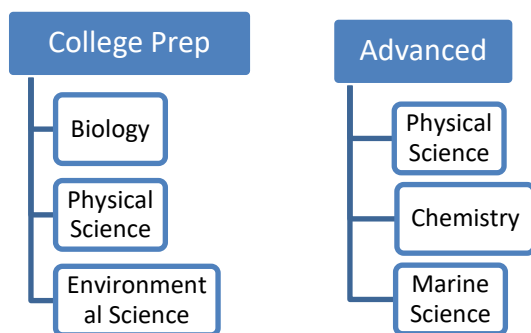 College Prep
Biology
Physical
Science
Environment
al Science
Advanced
Physical
Science
Chemistry
Marine
Science